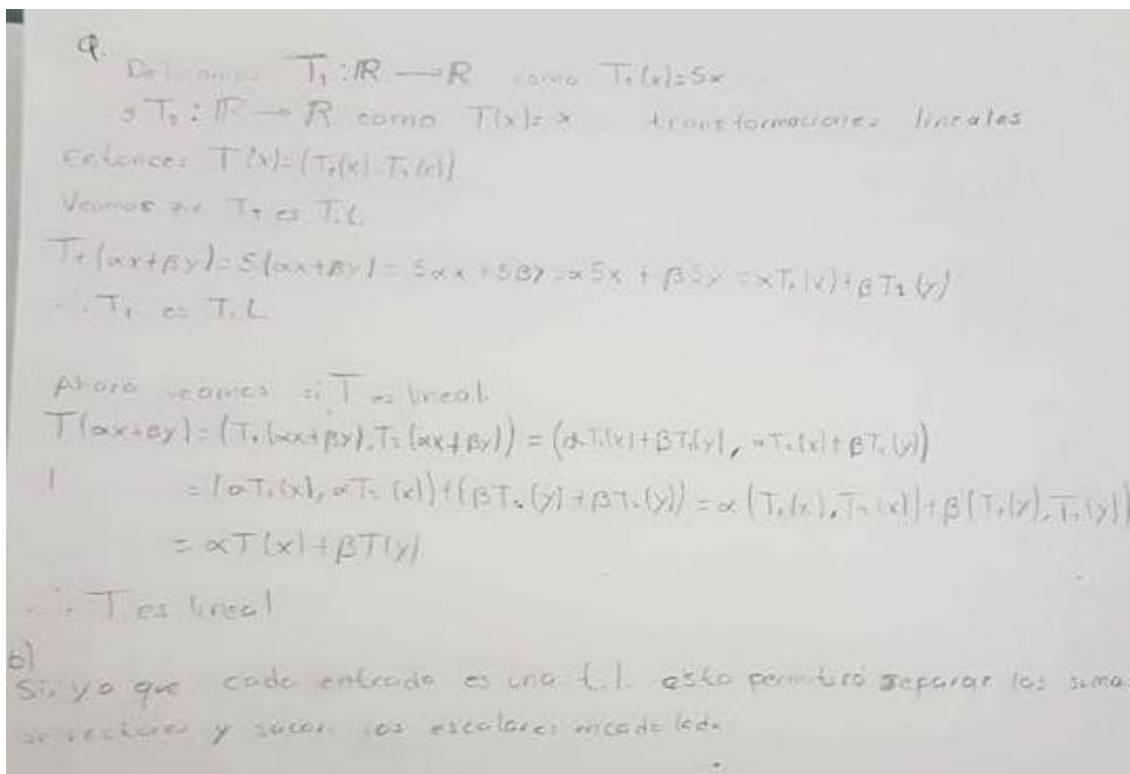 a.
Definamos T₁ : ℝ → ℝ como T₁(x)=5x
y T₂ : ℝ → ℝ como T(x)= x transformaciones lineales
entonces T(x)=(T₁(x), T₂(x))
Veamos que T₁ es T.L.
T₁(αx+βy)=5(αx+βy)=5αx+5βy=α5x+β5y=αT₁(x)+βT₁(y)
∴ T₁ es T.L
Ahora veamos si T es lineal.
T(αx+βy)=(T₁(αx+βy),T₂(αx+βy))=(αT₁(x)+βT₁(y), αT₂(x)+βT₂(y))
=(αT₁(x), αT₂(x))+(βT₁(y)+βT₂(y))=α(T₁(x),T₂(x))+β(T₁(y),T₂(y))
= αT(x)+βT(y)
∴ T es lineal
b)
Si, ya que cada entrada es una t.l. esto permitirá separar las suma
de vectores y sacar los escalares